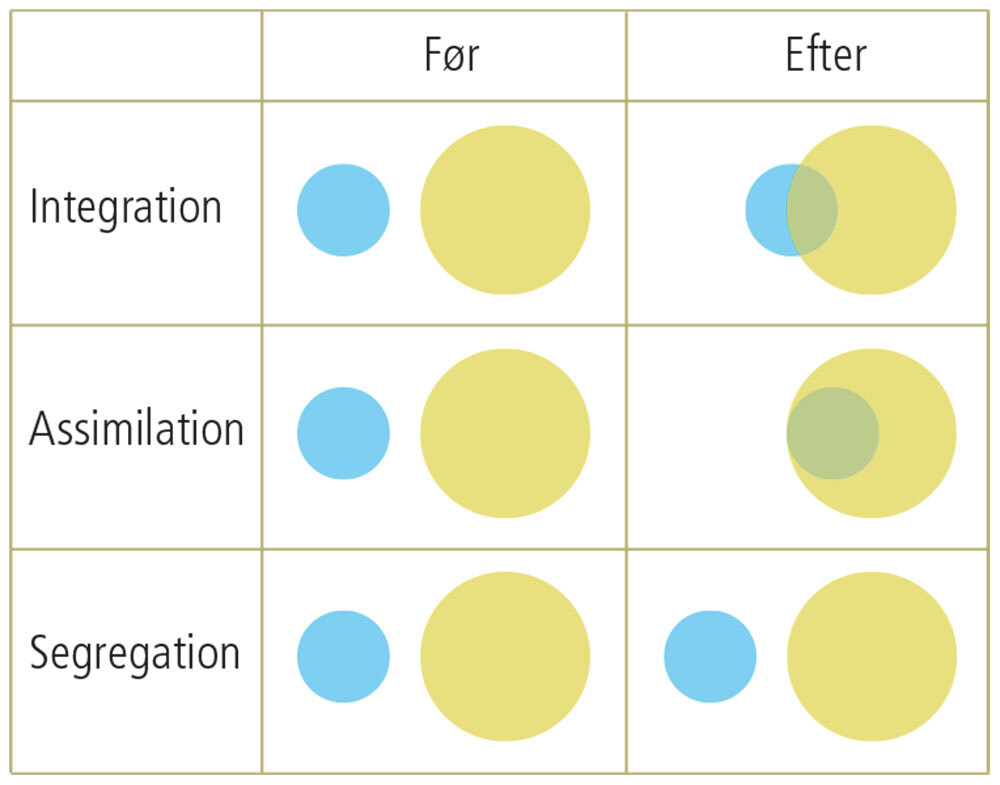 Før Efter
Integration
Assimilation
Segregation